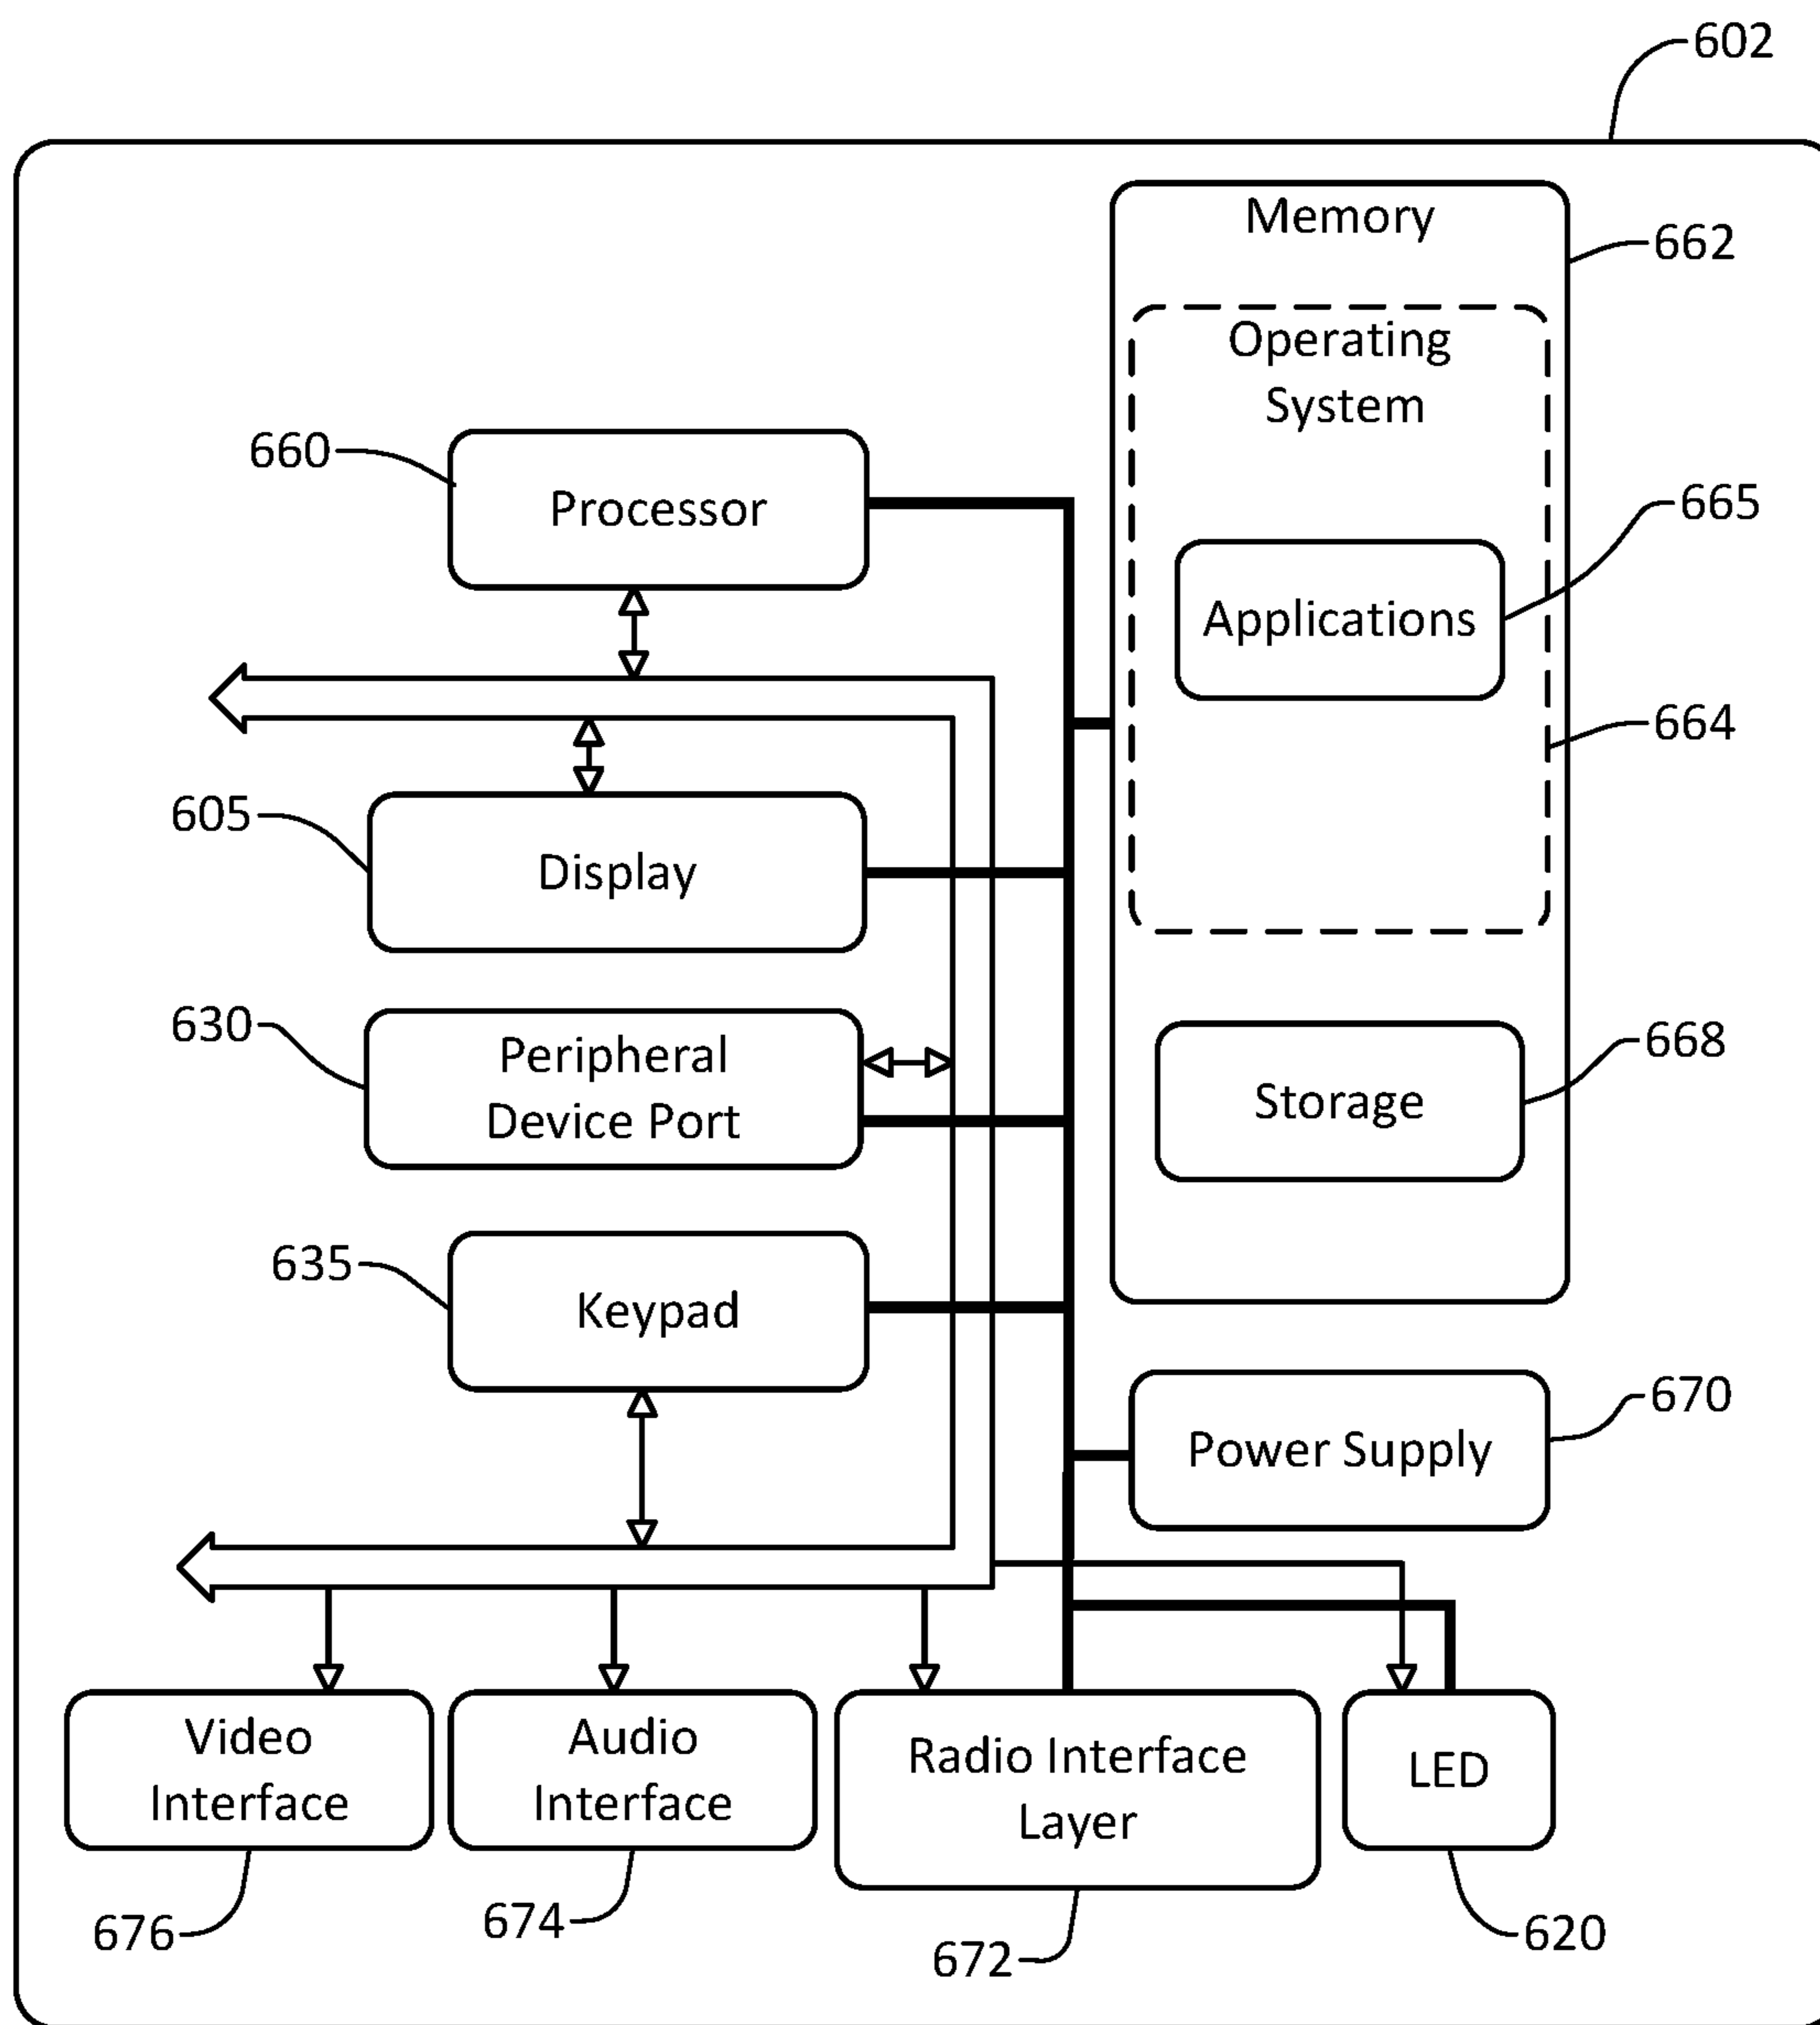 602
Memory
662
Operating
System
660
Processor
665
Applications
664
605
Display
630
Peripheral
Device Port
668
Storage
635
Keypad
670
Power Supply
Video
Interface
Audio
Interface
Radio Interface
Layer
LED
676
674
672
620